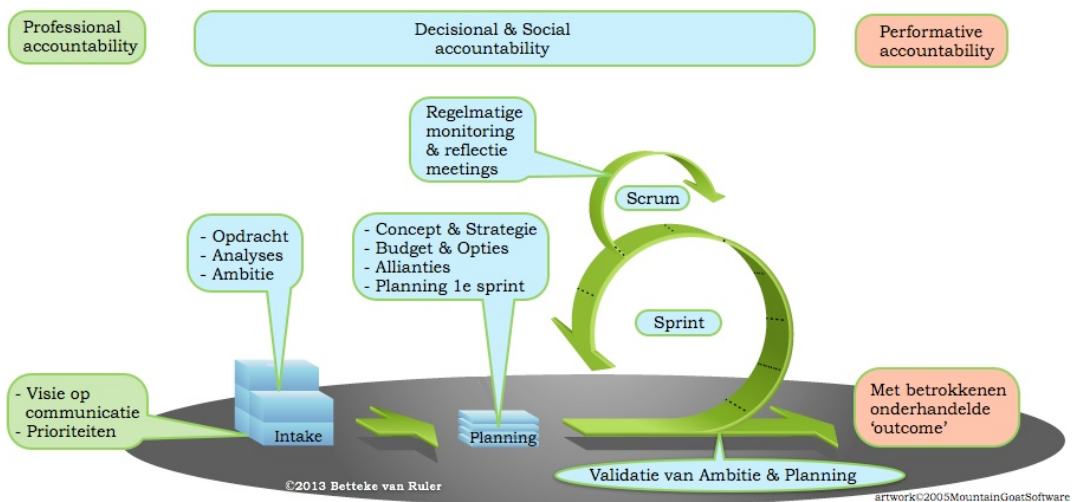 Professional
accountability
Decisional & Social
accountability
Performative
accountability
Regelmatige
monitoring
& reflectie
meetings
Scrum
- Opdracht
- Analyses
- Ambitie
- Concept & Strategie
- Budget & Opties
- Allianties
- Planning 1e sprint
Sprint
- Visie op
communicatie
- Prioriteiten
Intake
Planning
Met betrokkenen
onderhandelde
‘outcome’
Validatie van Ambitie & Planning
©2013 Betteke van Ruler
artwork©2005MountainGoatSoftware